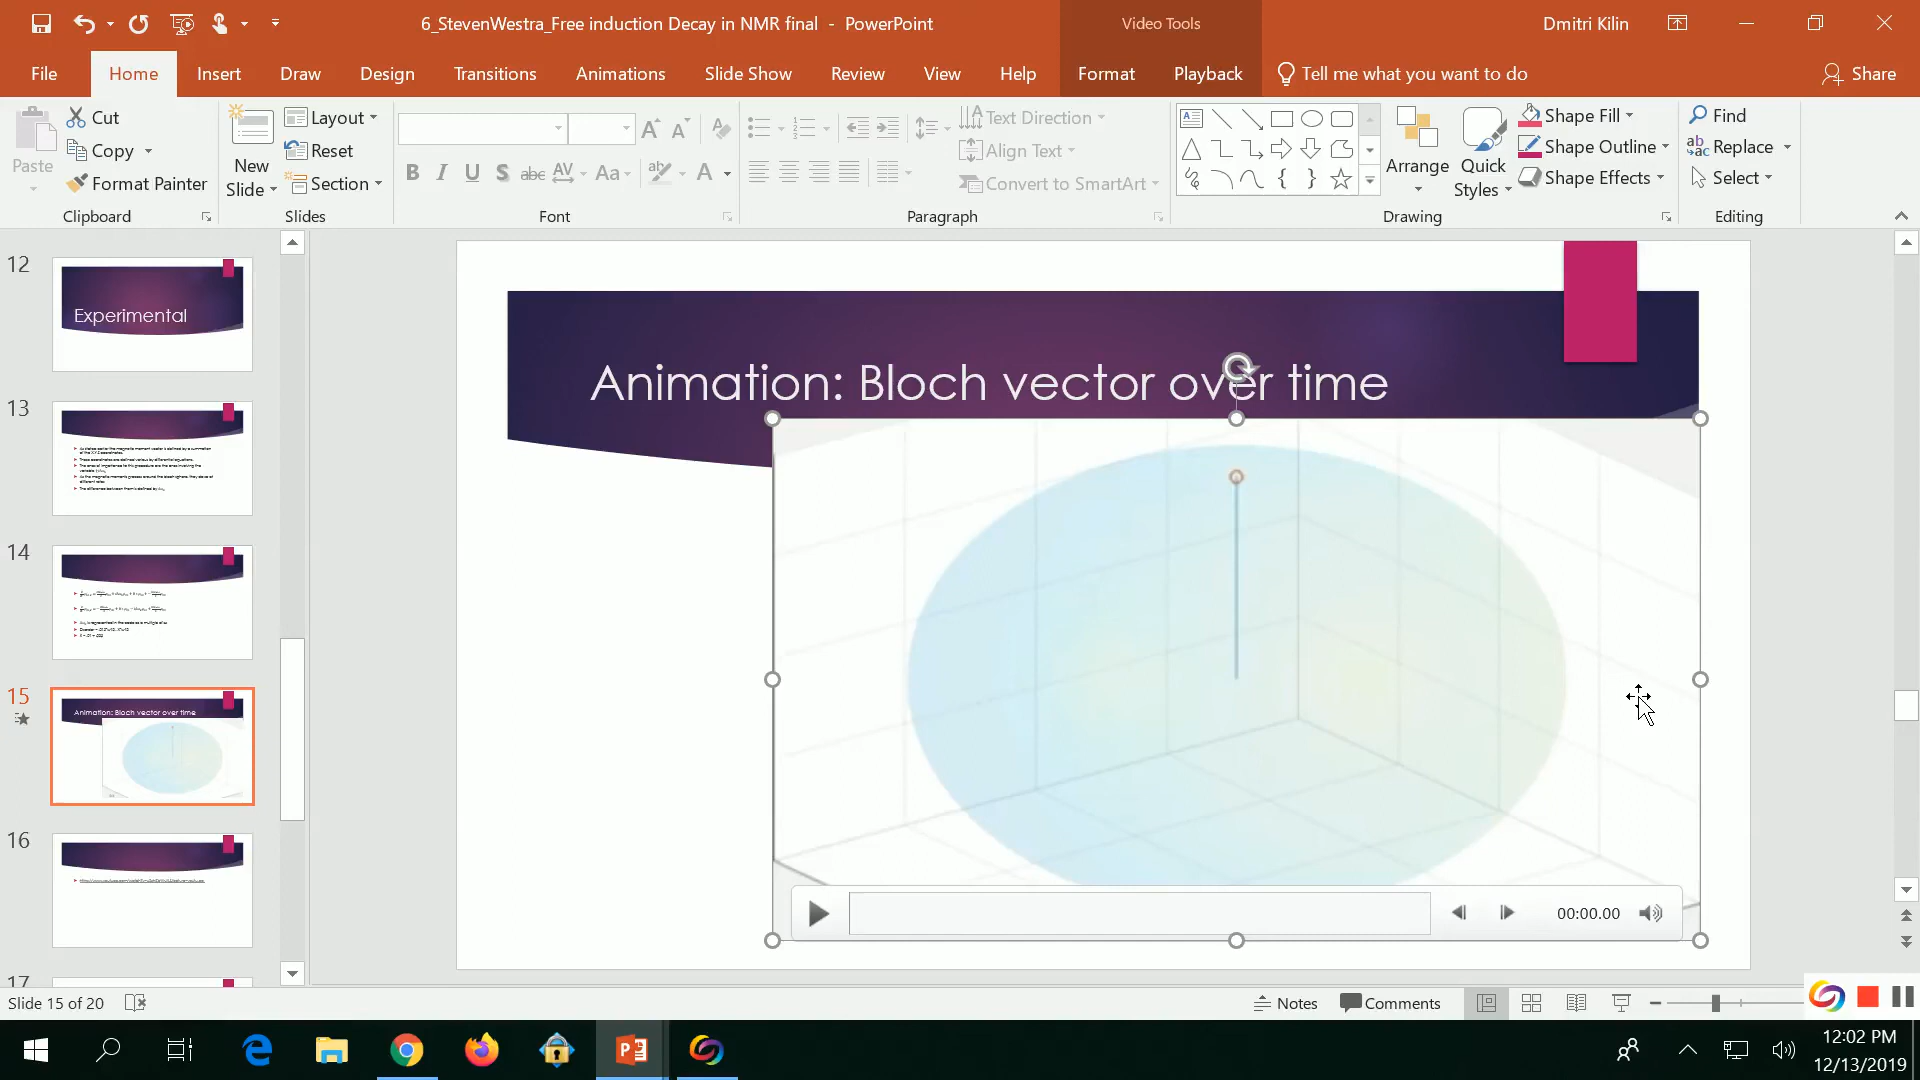 6_StevenWestra_Free induction Decay in NMR final - PowerPoint
Video Tools
Dmitri Kilin
File
Home
Insert
Draw
Design
Transitions
Animations
Slide Show
Review
View
Help
Format
Playback
Tell me what you want to do
Share
Paste
Cut
Copy
Format Painter
Clipboard
New
Slide
Layout
Reset
Section
Slides
B I U S abc AV Aa A
Font
Text Direction
Align Text
Convert to SmartArt
Paragraph
Arrange
Quick
Styles
Shape Fill
Shape Outline
Shape Effects
Drawing
Find
Replace
Select
Editing
12
Experimental
13
14
15
Animation: Bloch vector over time
16
17
Animation: Bloch vector over time
00:00.00
Slide 15 of 20
Notes
Comments
12:02 PM
12/13/2019